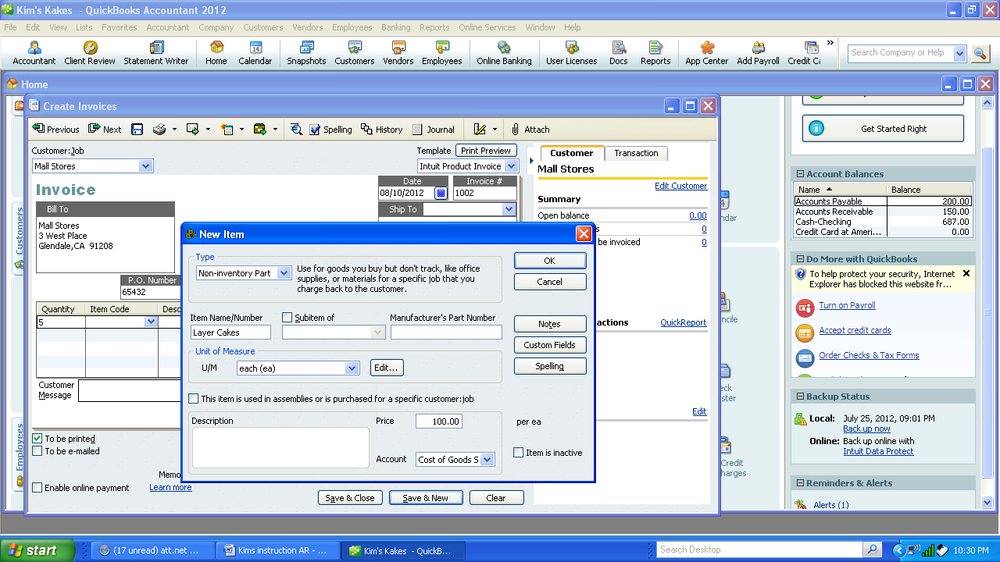 Kim's Kakes - QuickBooks Accountant 2012
File Edit View Lists Favorites Accountant Company Customers Vendors Employees Banking Reports Online Services Window Help
Accountant Client Review Statement Writer Home Calendar Snapshots Customers Vendors Employees Online Banking User Licenses Docs Reports App Center Add Payroll Credit Ca »
Search Company or Help
Home
Create Invoices
Previous Next Spelling History Journal Attach
Get Started Right
Customer:Job
Template Print Preview
Mall Stores
Intuit Product Invoice
Invoice
Date Invoice #
08/10/2012 1002
Bill To
Ship To
Mall Stores
3 West Place
Glendale,CA 91208
P.O. Number
65432
Quantity Item Code Desc
5
Customer
Message
To be printed
To be e-mailed
Memo
Enable online payment Learn more
Save & Close Save & New Clear
Customer Transaction
Mall Stores
Edit Customer
Summary
Open balance 0.00
s 0
be invoiced 0
actions QuickReport
Edit
New Item
Type
Non-inventory Part
Use for goods you buy but don't track, like office
supplies, or materials for a specific job that you
charge back to the customer.
OK
Cancel
Notes
Custom Fields
Spelling
Item Name/Number Subitem of Manufacturer's Part Number
Layer Cakes
Unit of Measure
U/M each (ea) Edit...
This item is used in assemblies or is purchased for a specific customer:job
Description Price 100.00 per ea
Account Cost of Goods S
Item is inactive
Customers
Employees
ndar
ncile
eck
ster
Credit
harges
Account Balances
Name Balance
Accounts Payable 200.00
Accounts Receivable 150.00
Cash-Checking 687.00
Credit Card at Ameri... 0.00
Do More with QuickBooks
To help protect your security, Internet
Explorer has blocked this website fr...
Turn on Payroll
Accept credit cards
Order Checks & Tax Forms
Backup Status
Local: July 25, 2012, 09:01 PM
Back up now
Online: Back up online with
Intuit Data Protect
Reminders & Alerts
Alerts (1)
start (17 unread) att.net ... Kims instruction AR - ... Kim's Kakes - QuickB... Search Desktop 10:30 PM